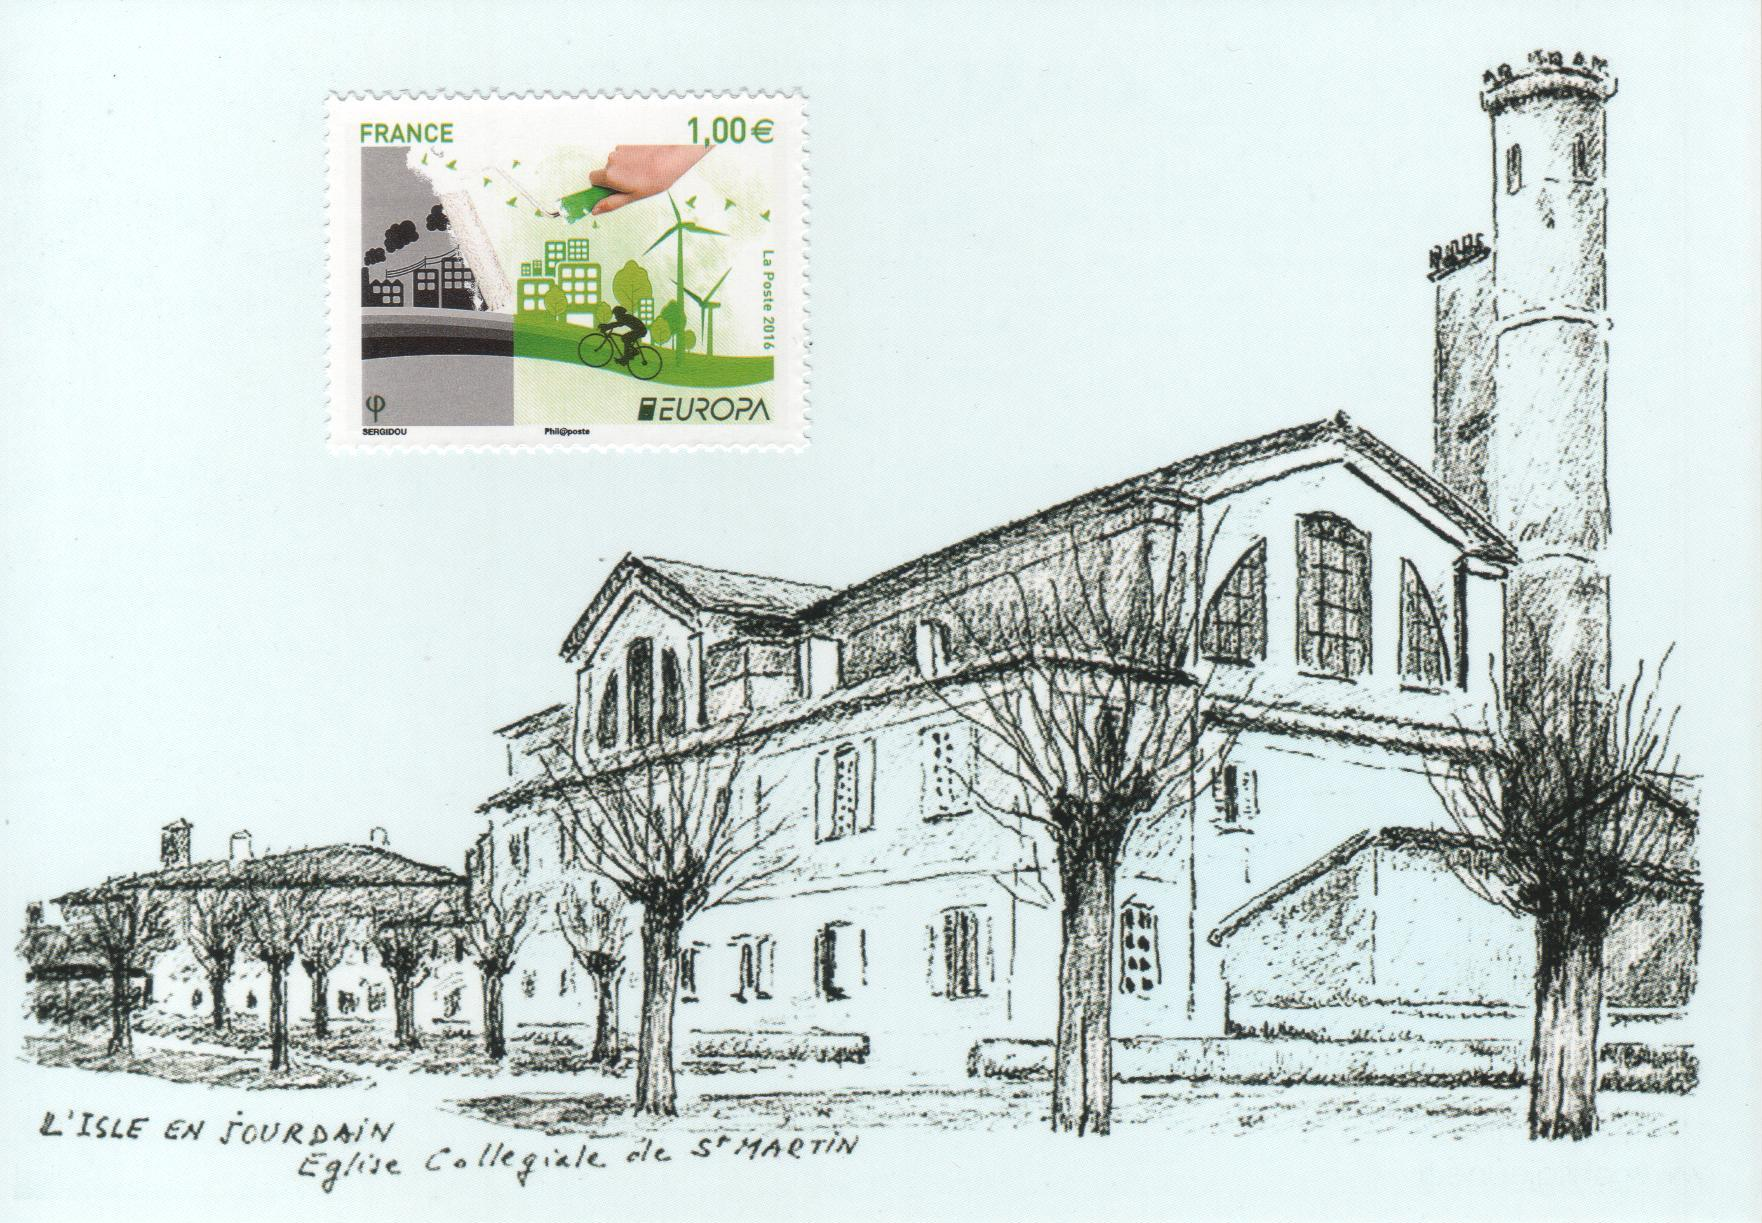 FRANCE 1,00€
La Poste 2016
EUROPA
SERGIDOU Phil@poste
L'ISLE EN JOURDAIN
Eglise Collegiale de St MARTIN